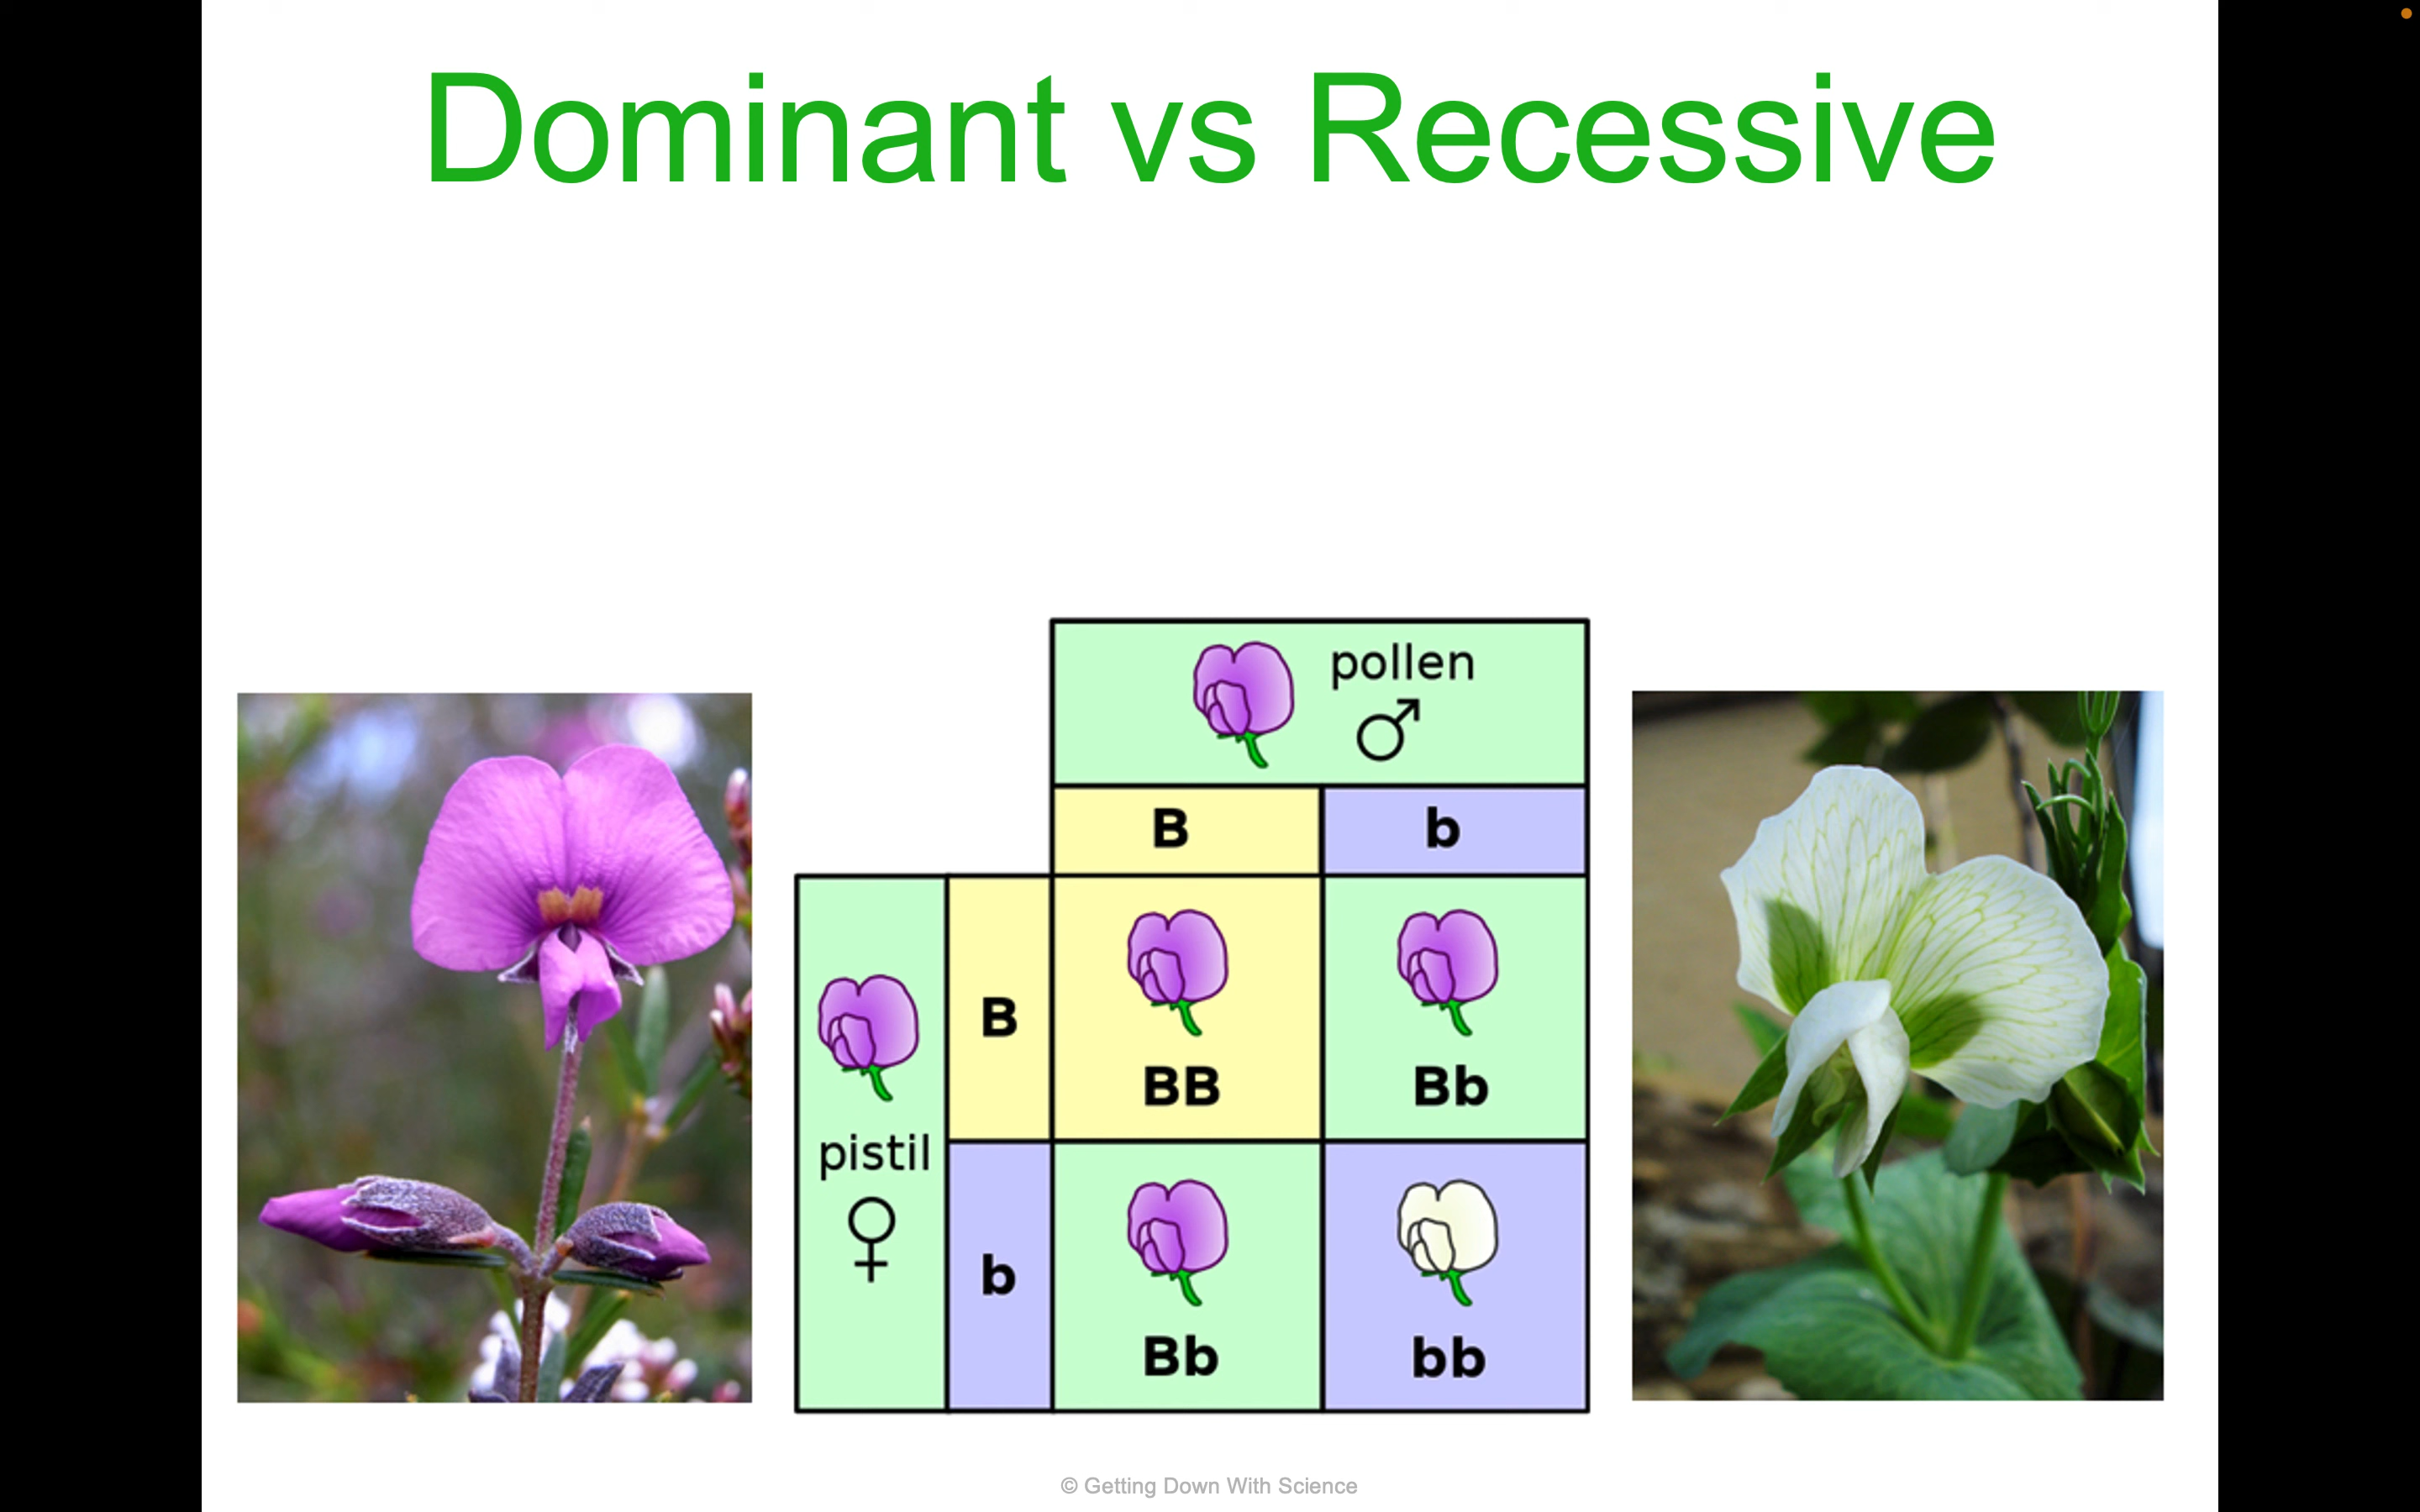 Dominant vs Recessive
pollen
♂
B b
B
BB Bb
pistil
♀
b
Bb bb
© Getting Down With Science